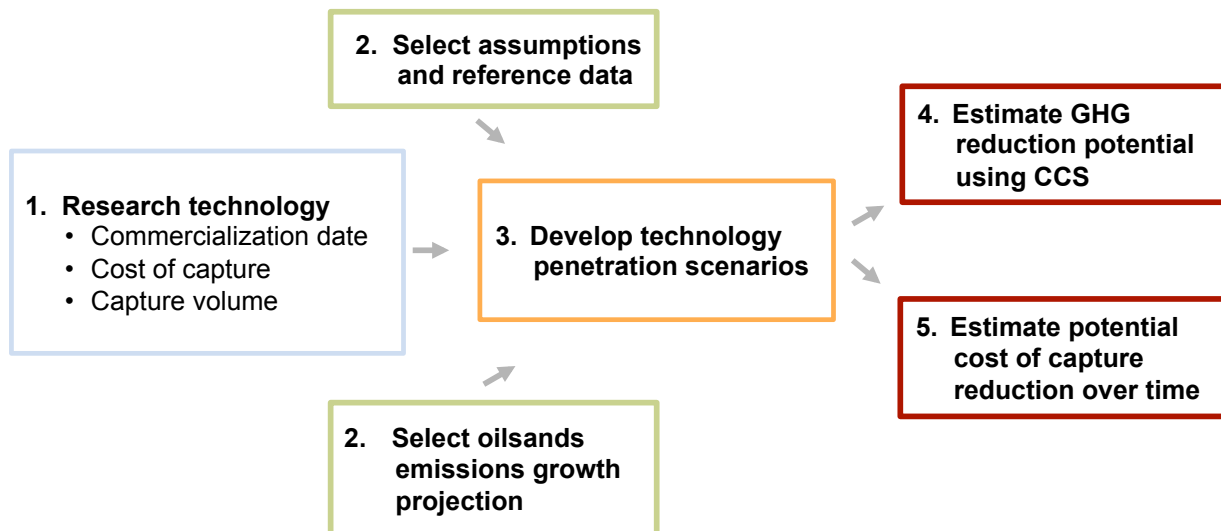 2. Select assumptions
and reference data
1. Research technology
• Commercialization date
• Cost of capture
• Capture volume
3. Develop technology
penetration scenarios
2. Select oilsands
emissions growth
projection
4. Estimate GHG
reduction potential
using CCS
5. Estimate potential
cost of capture
reduction over time